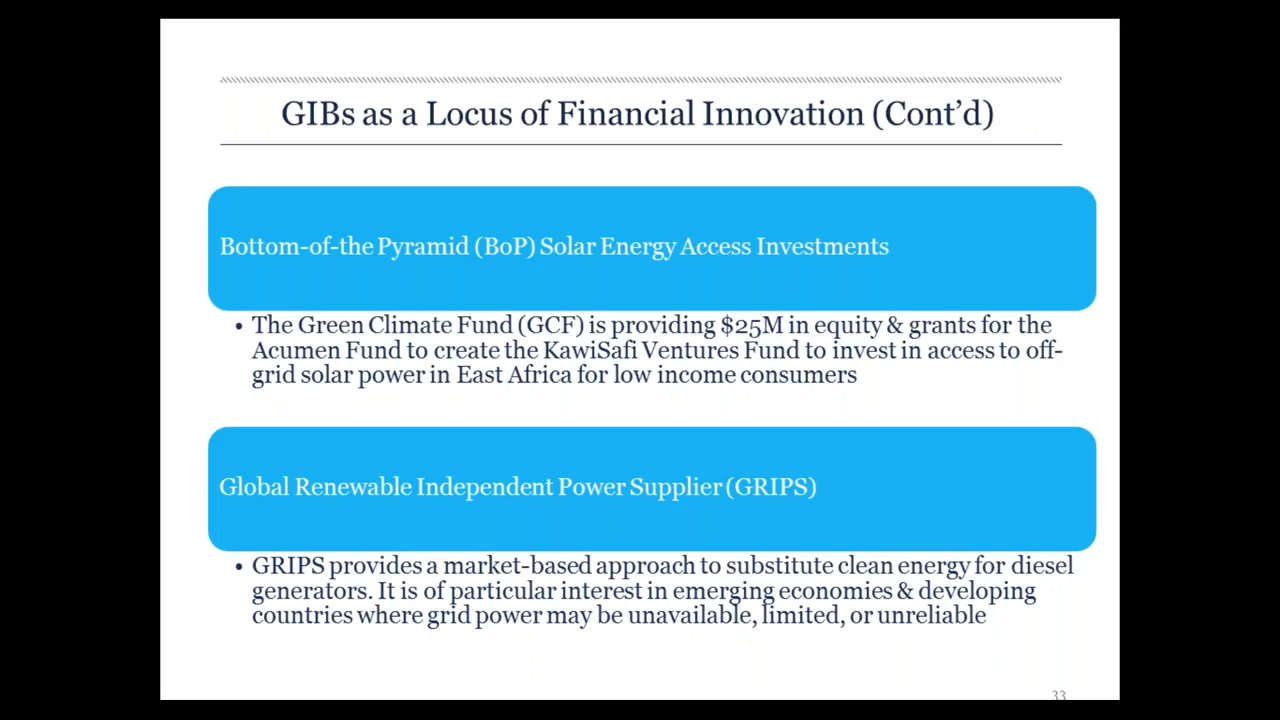 GIBs as a Locus of Financial Innovation (Cont’d)
Bottom-of-the Pyramid (BoP) Solar Energy Access Investments
• The Green Climate Fund (GCF) is providing $25M in equity & grants for the
Acumen Fund to create the KawiSafi Ventures Fund to invest in access to off-
grid solar power in East Africa for low income consumers
Global Renewable Independent Power Supplier (GRIPS)
• GRIPS provides a market-based approach to substitute clean energy for diesel
generators. It is of particular interest in emerging economies & developing
countries where grid power may be unavailable, limited, or unreliable
33